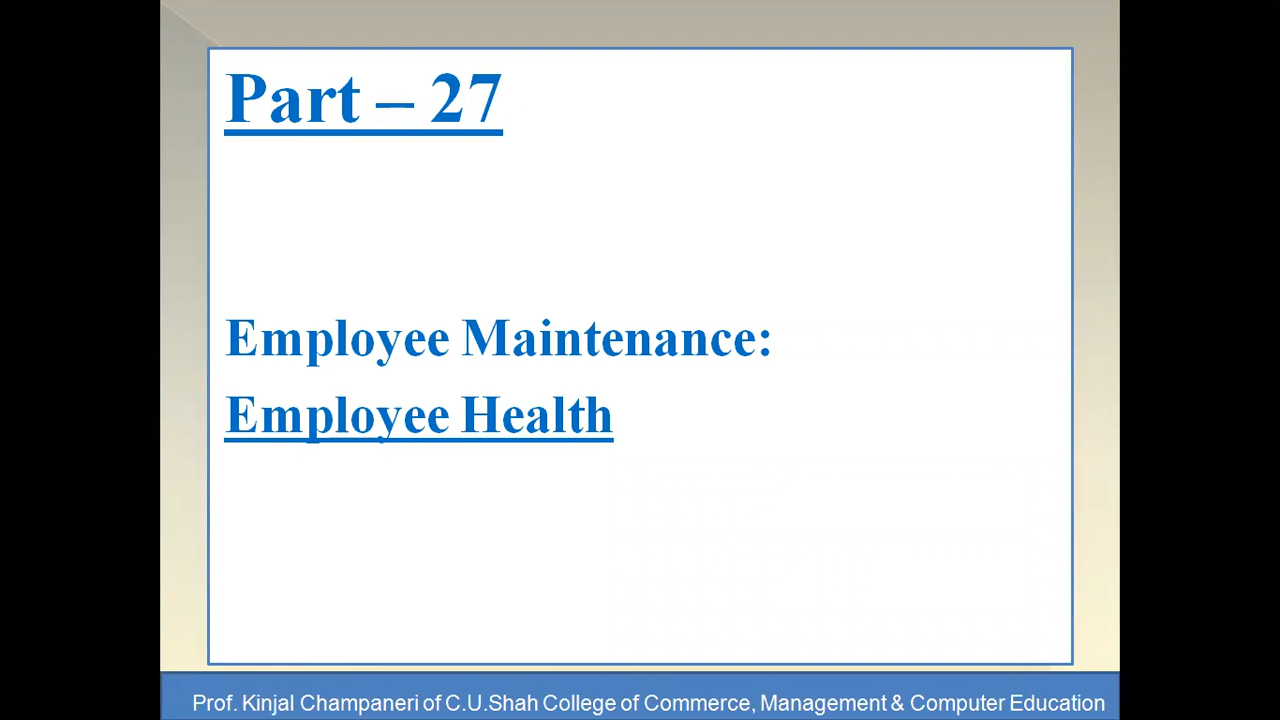 Part – 27
Employee Maintenance:
Employee Health
Prof. Kinjal Champaneri of C.U.Shah College of Commerce, Management & Computer Education